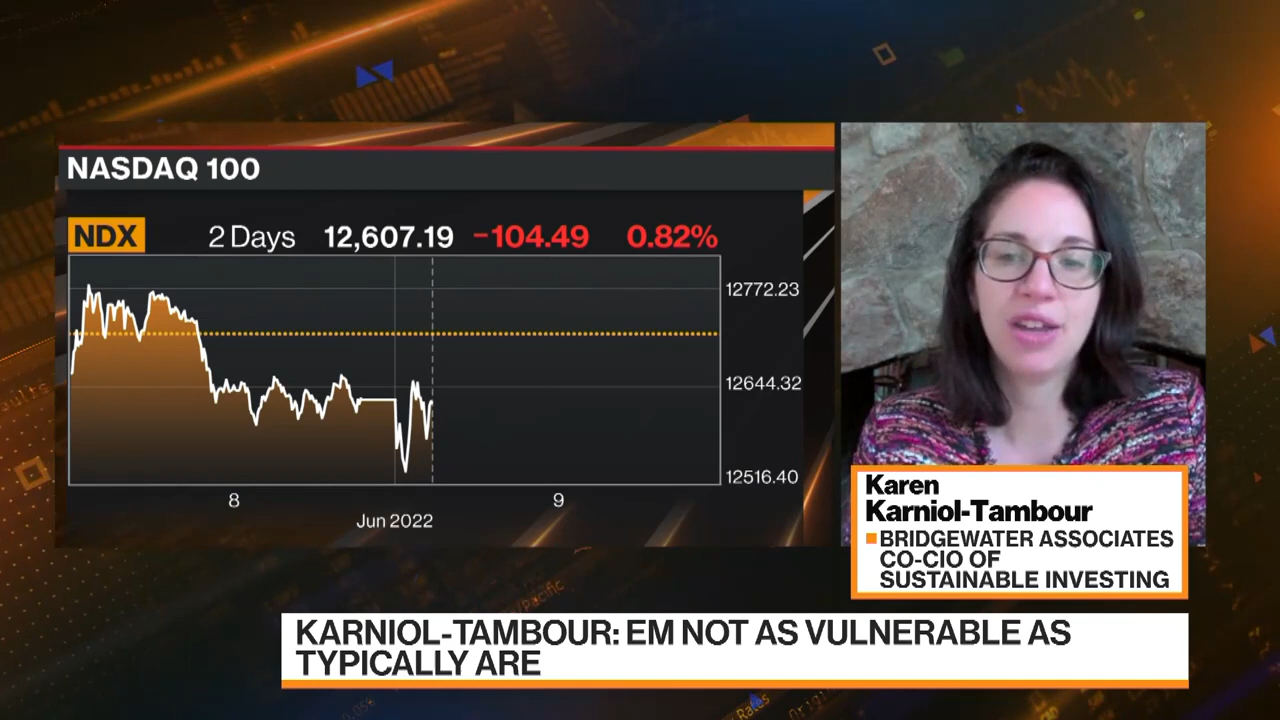 NASDAQ 100
NDX 2 Days 12,607.19 -104.49 0.82%
12772.23
12644.32
12516.40
8 9
Jun 2022
Karen
Karniol-Tambour
BRIDGEWATER ASSOCIATES
CO-CIO OF
SUSTAINABLE INVESTING
KARNIOL-TAMBOUR: EM NOT AS VULNERABLE AS
TYPICALLY ARE
Rates